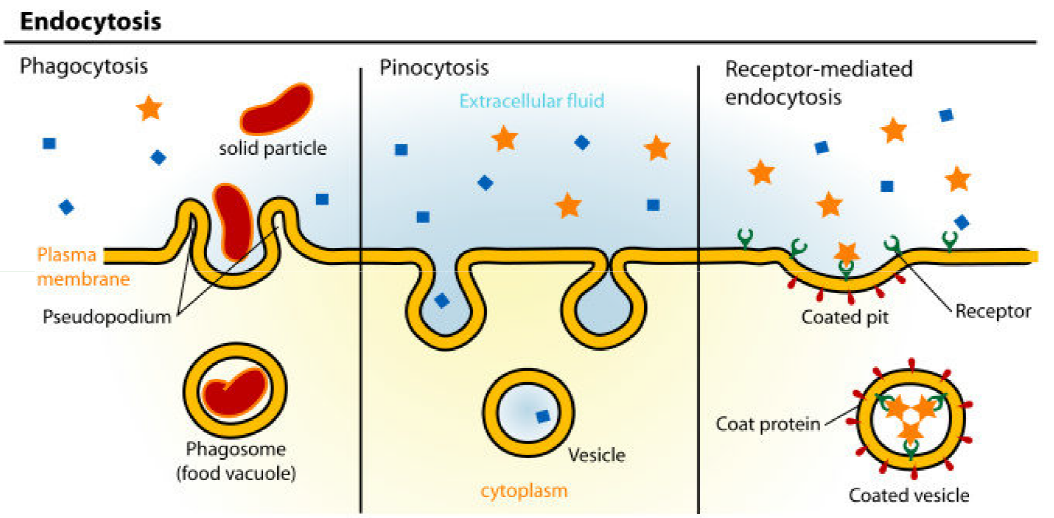 Endocytosis
Phagocytosis
solid particle
Plasma
membrane
Pseudopodium
Phagosome
(food vacuole)
Pinocytosis
Extracellular fluid
Vesicle
cytoplasm
Receptor-mediated
endocytosis
Coated pit
Receptor
Coat protein
Coated vesicle